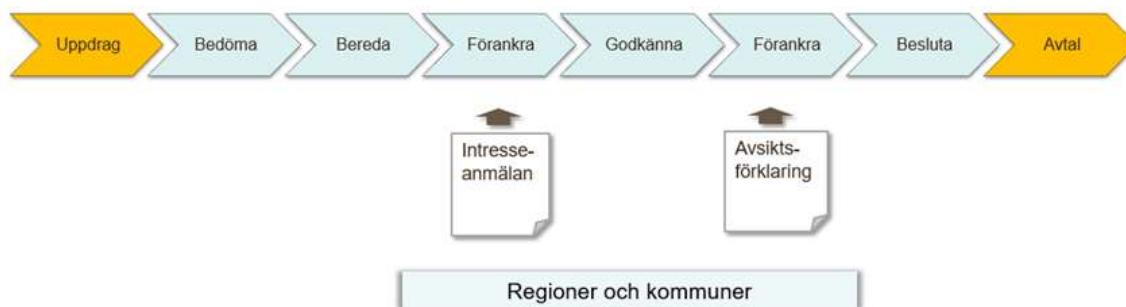 Uppdrag
Bedöma
Bereda
Förankra
Godkänna
Förankra
Besluta
Avtal
Intresse-
anmälan
Avsikts-
förklaring
Regioner och kommuner